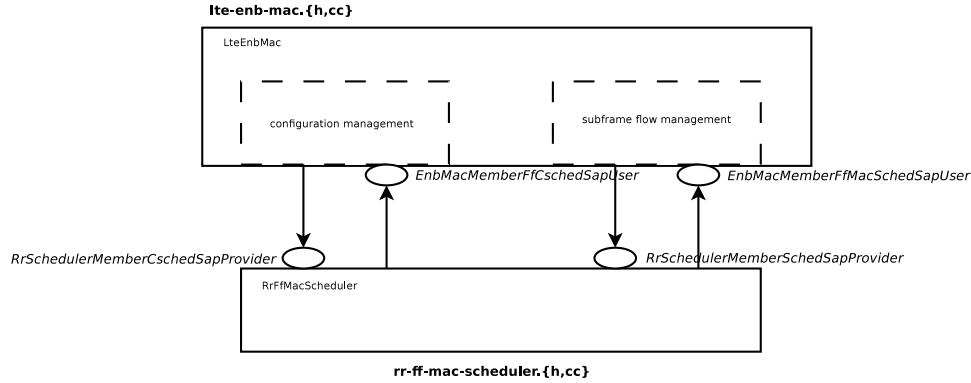 lte-enb-mac.{h,cc}
LteEnbMac
configuration management
subframe flow management
EnbMacMemberFfCschedSapUser
EnbMacMemberFfMacSchedSapUser
RrSchedulerMemberCschedSapProvider
RrSchedulerMemberSchedSapProvider
RrFfMacScheduler
rr-ff-mac-scheduler.{h,cc}